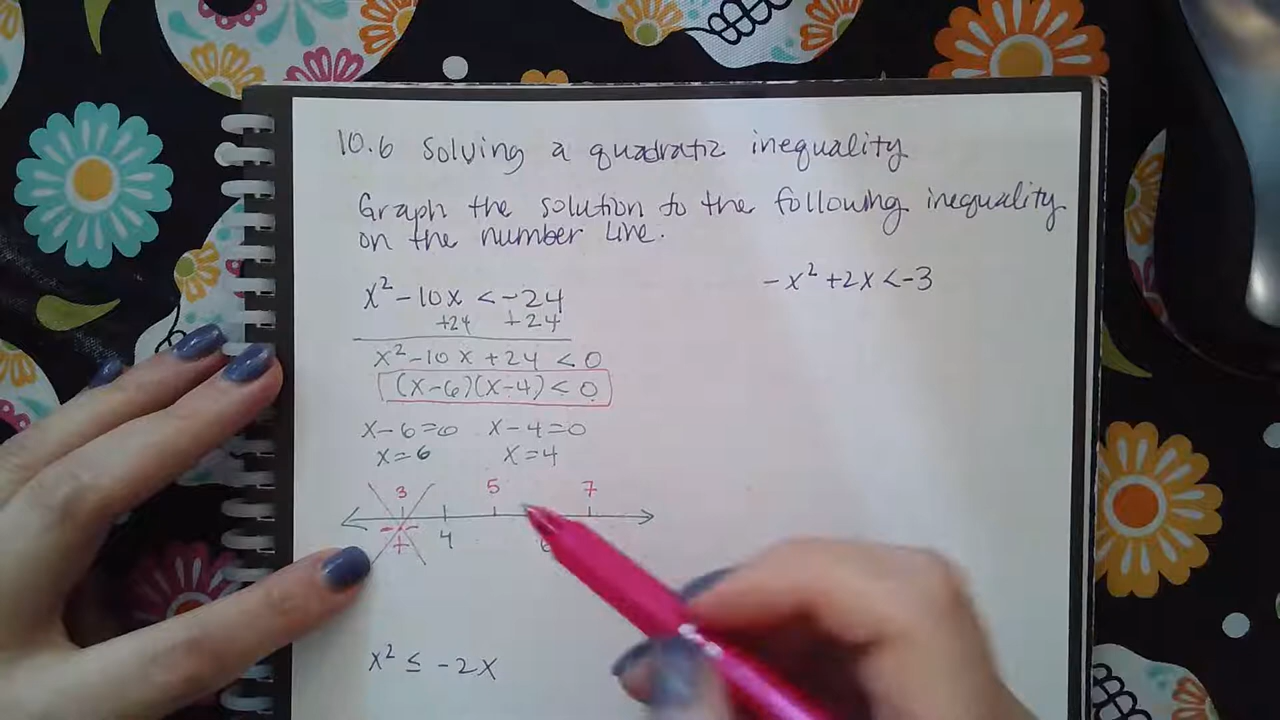 10.6 Solving a quadratic inequality
Graph the solution to the following inequality
on the number line.
x² - 10x < -24
+24 +24
x² - 10x + 24 < 0
(x-6)(x-4) < 0
x-6=0 x-4=0
x=6 x=4
3 5 7
- -
+ 4
x² ≤ -2x
-x² +2x < -3